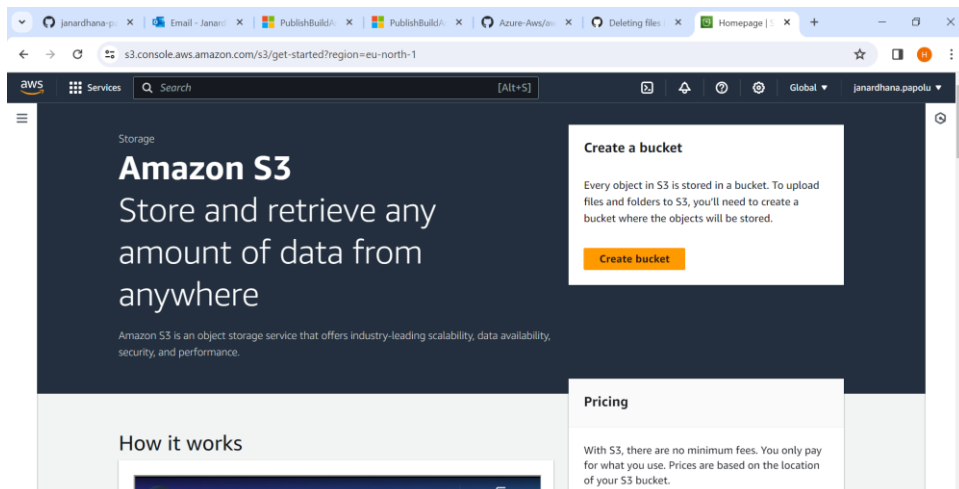 janardhana-pa
Email - Janard
PublishBuildA
PublishBuildA
Azure-Aws/aw
Deleting files
Homepage | S
s3.console.aws.amazon.com/s3/get-started?region=eu-north-1
aws
Services
Search
[Alt+S]
Global
janardhana.papolu
Storage
Amazon S3
Store and retrieve any
amount of data from
anywhere
Amazon S3 is an object storage service that offers industry-leading scalability, data availability,
security, and performance.
Create a bucket
Every object in S3 is stored in a bucket. To upload
files and folders to S3, you'll need to create a
bucket where the objects will be stored.
Create bucket
How it works
Pricing
With S3, there are no minimum fees. You only pay
for what you use. Prices are based on the location
of your S3 bucket.